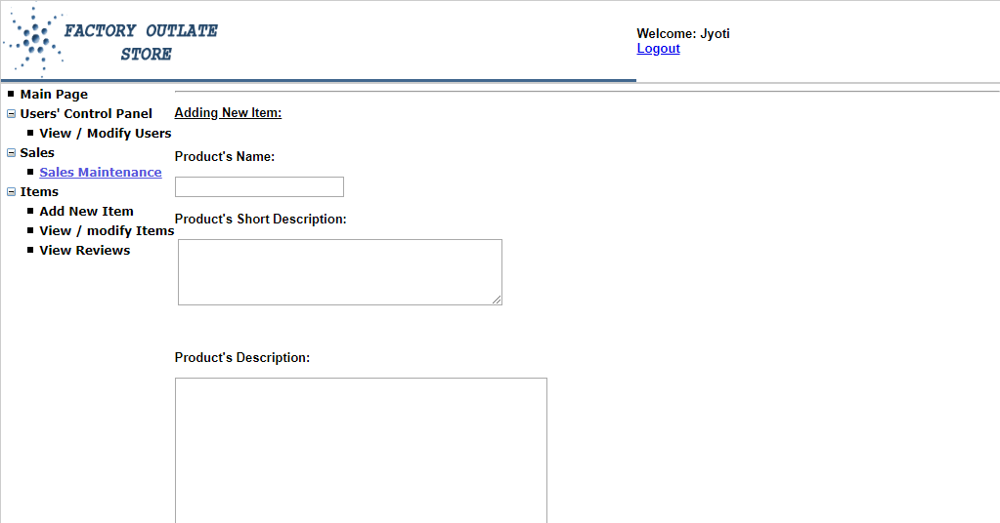 FACTORY OUTLATE
STORE
Welcome: Jyoti
Logout
Main Page
Users' Control Panel
View / Modify Users
Sales
Sales Maintenance
Items
Add New Item
View / modify Items
View Reviews
Adding New Item:
Product's Name:
Product's Short Description:
Product's Description: